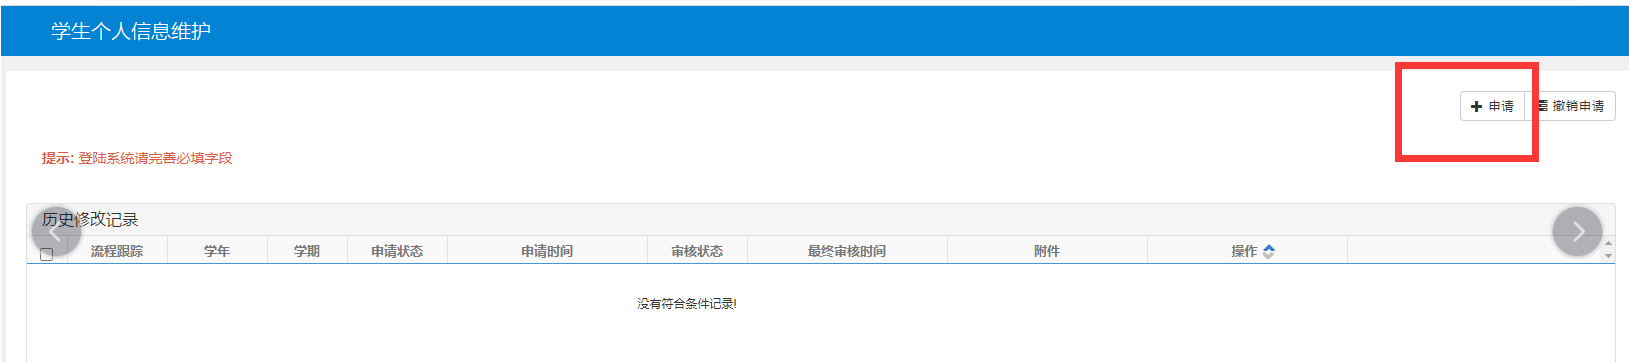 学生个人信息维护
申请 撤销申请
提示: 登陆系统请完善必填字段
历史修改记录
流程跟踪 学年 学期 申请状态 申请时间 审核状态 最终审核时间 附件 操作
没有符合条件记录!